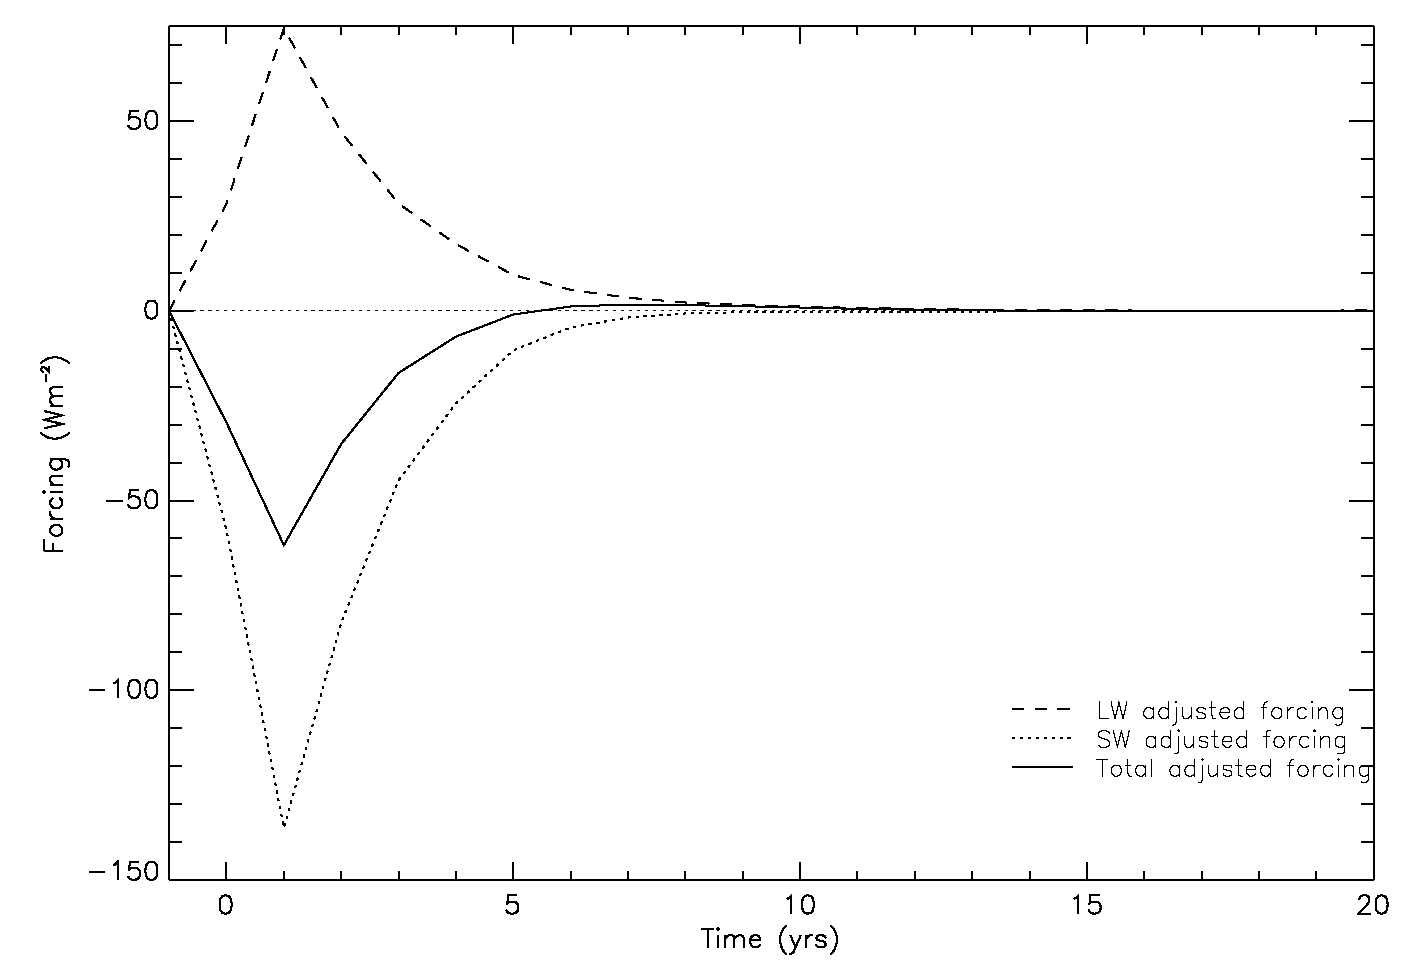 50
0
−50
−100
−150
Forcing (Wm⁻²)
0 5 10 15 20
Time (yrs)
LW adjusted forcing
SW adjusted forcing
Total adjusted forcing